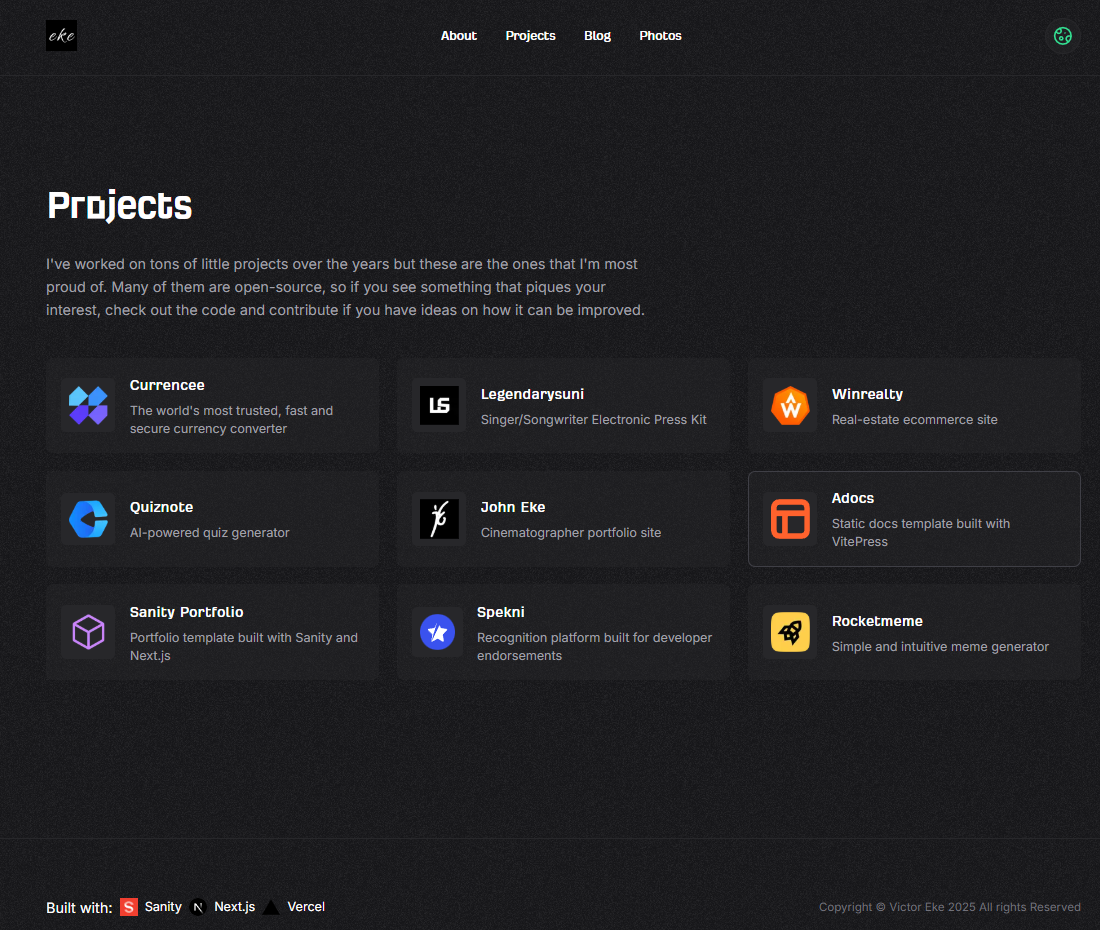 eke
About Projects Blog Photos
Projects
I've worked on tons of little projects over the years but these are the ones that I'm most
proud of. Many of them are open-source, so if you see something that piques your
interest, check out the code and contribute if you have ideas on how it can be improved.
Currencee
The world's most trusted, fast and
secure currency converter
LS
Legendarysuni
Singer/Songwriter Electronic Press Kit
W
Winrealty
Real-estate ecommerce site
Quiznote
AI-powered quiz generator
John Eke
Cinematographer portfolio site
Adocs
Static docs template built with
VitePress
Sanity Portfolio
Portfolio template built with Sanity and
Next.js
Spekni
Recognition platform built for developer
endorsements
Rocketmeme
Simple and intuitive meme generator
Built with: S Sanity N Next.js Vercel
Copyright © Victor Eke 2025 All rights Reserved